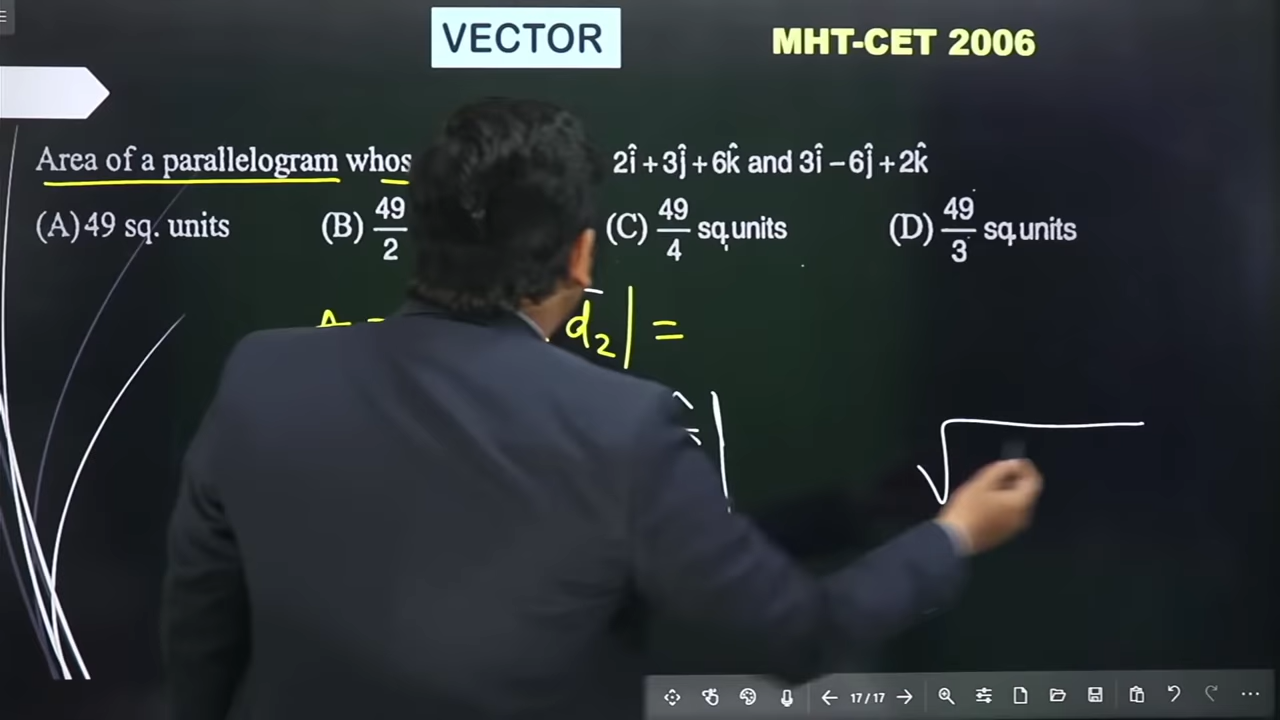 VECTOR
MHT-CET 2006
Area of a parallelogram 2î + 3ĵ + 6k̂ and 3î − 6ĵ + 2k̂
(A) 49 sq. units (B) 49/2 (C) 49/4 sq.units (D) 49/3 sq.units
d₂| =
17/17